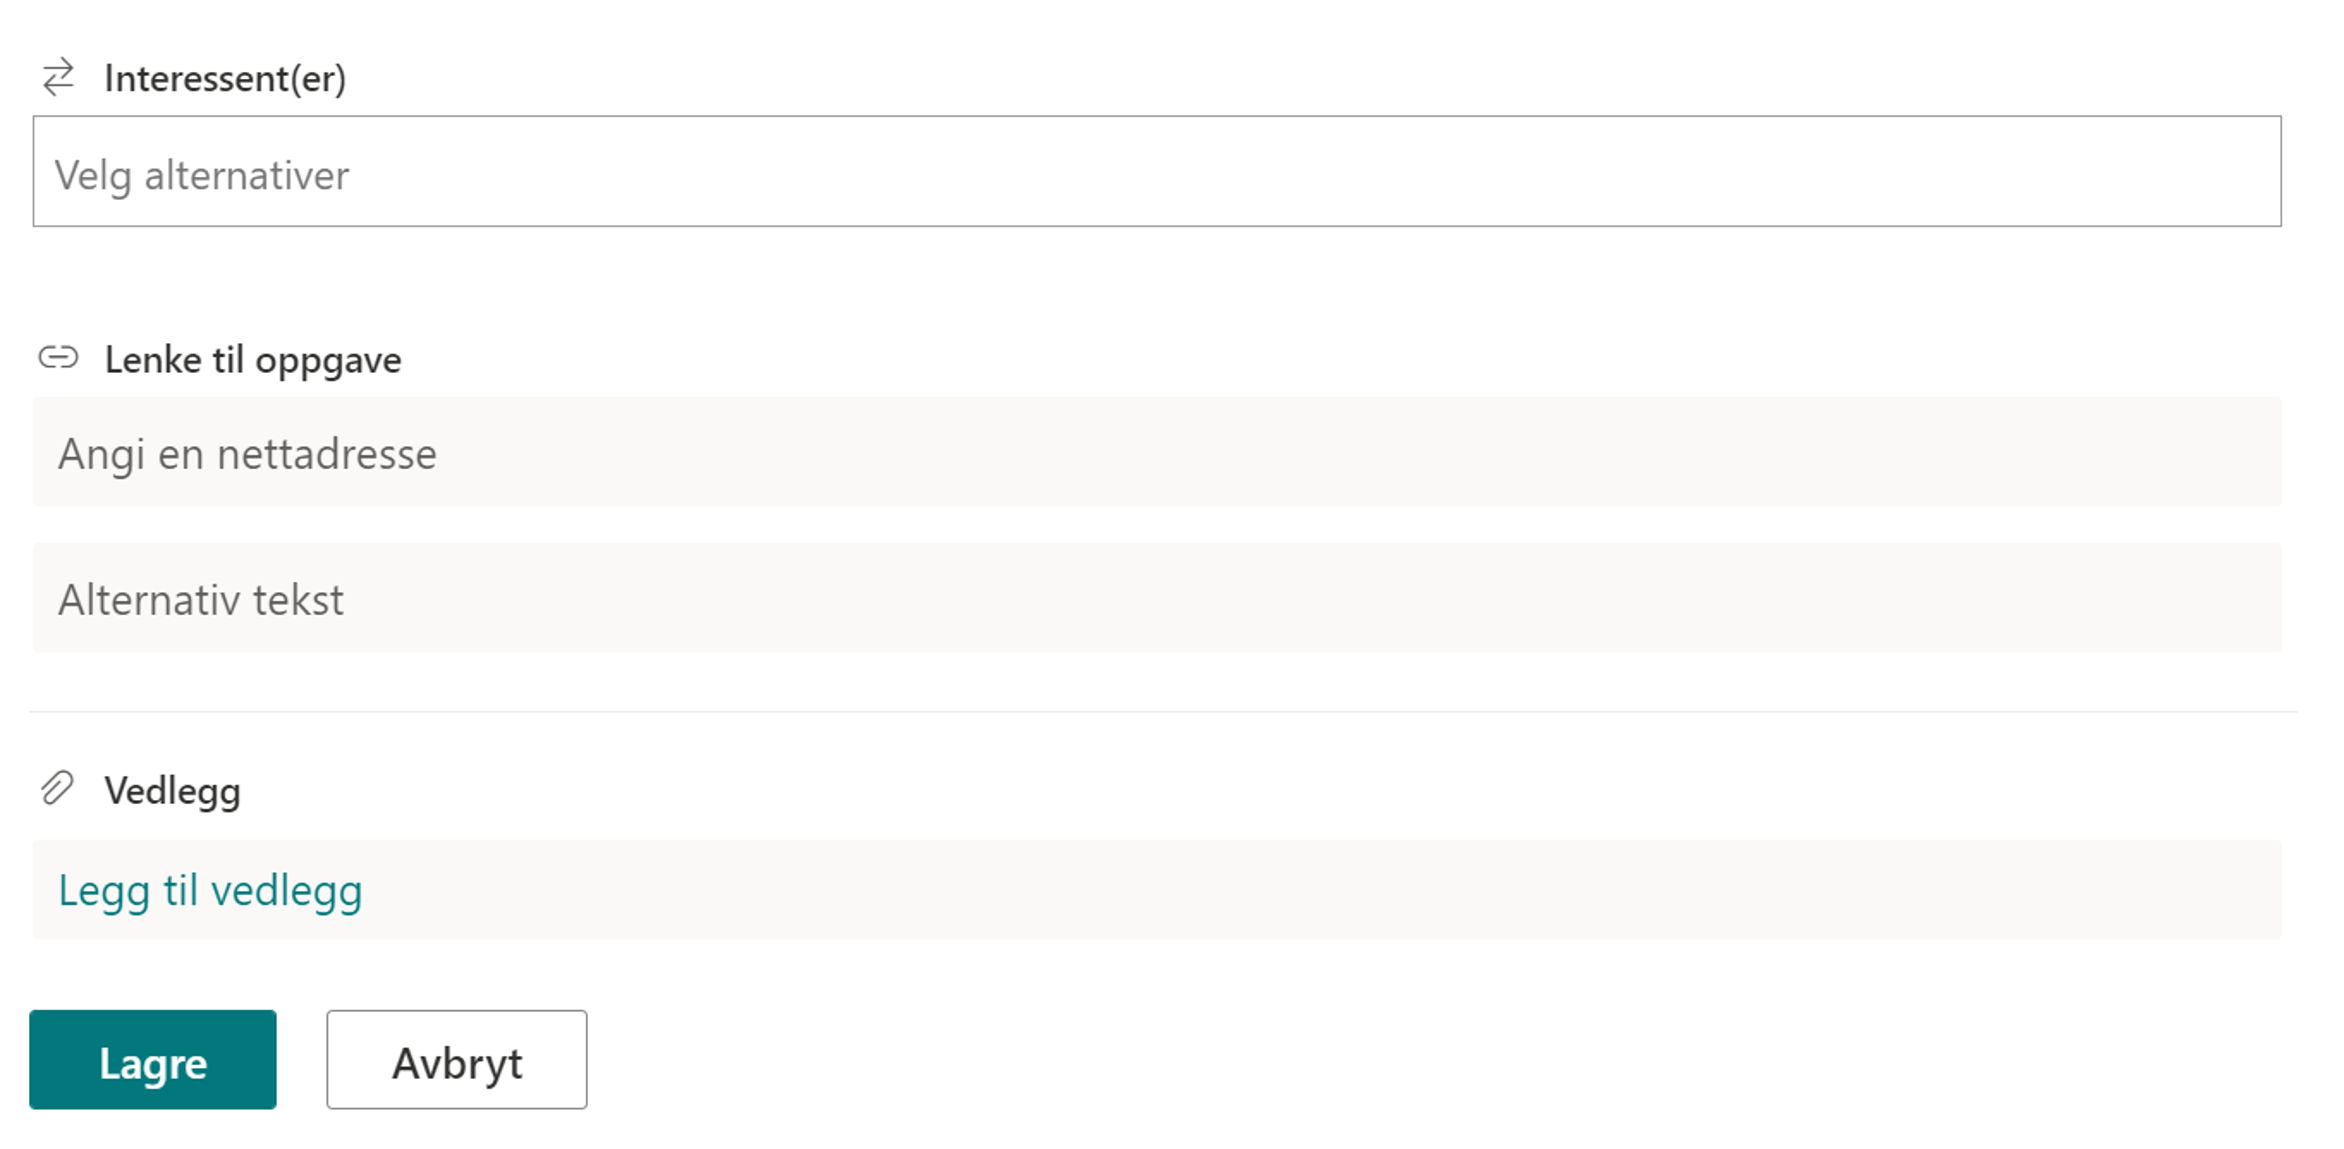 Interessent(er)
Velg alternativer
Lenke til oppgave
Angi en nettadresse
Alternativ tekst
Vedlegg
Legg til vedlegg
Lagre
Avbryt